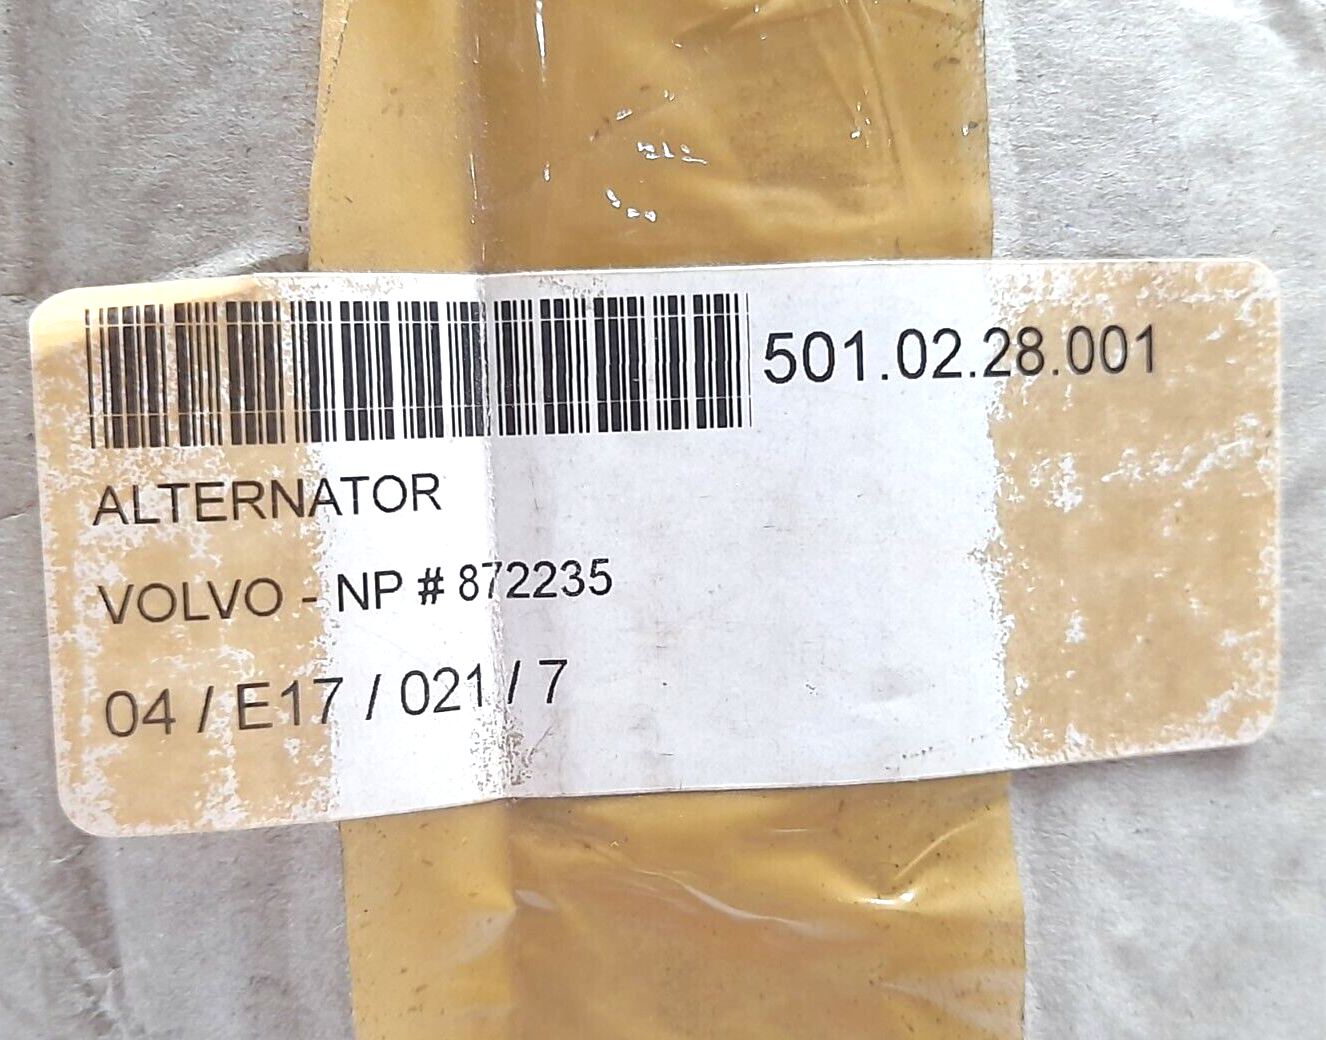 501.02.28.001
ALTERNATOR
VOLVO - NP # 872235
04 / E17 / 021 / 7